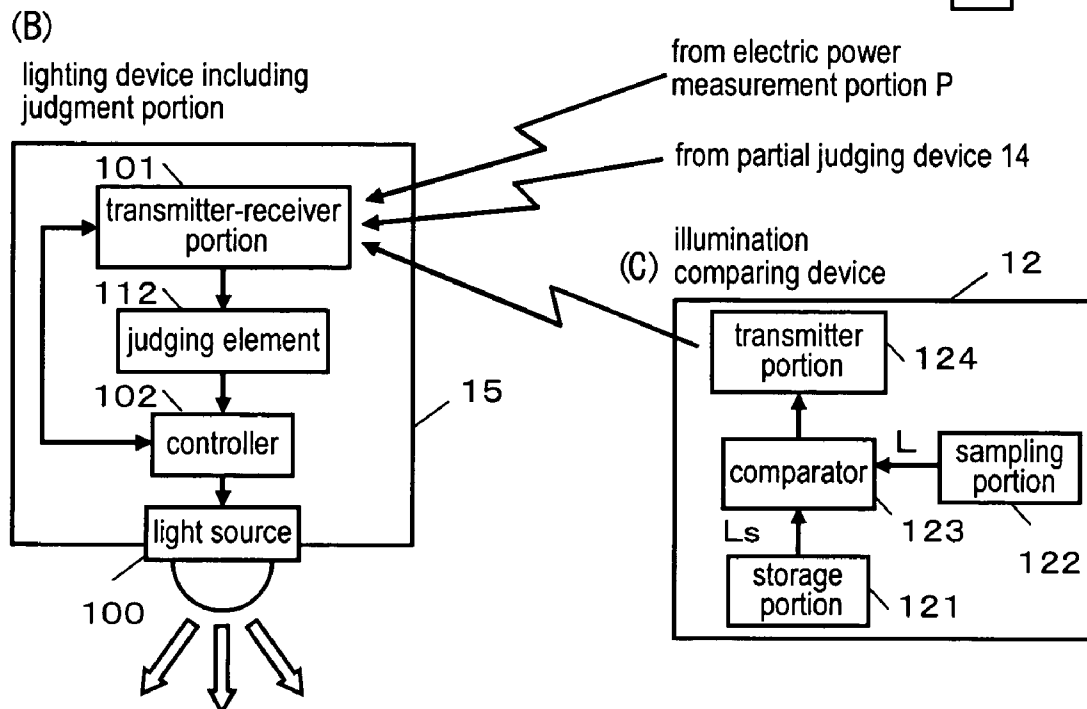 (B)
lighting device including
judgment portion
101
transmitter-receiver
portion
112
judging element
102
controller
15
light source
100
from electric power
measurement portion P
from partial judging device 14
(C)
illumination
comparing device
12
transmitter
portion
124
comparator
L
sampling
portion
123
122
Ls
storage
portion
121